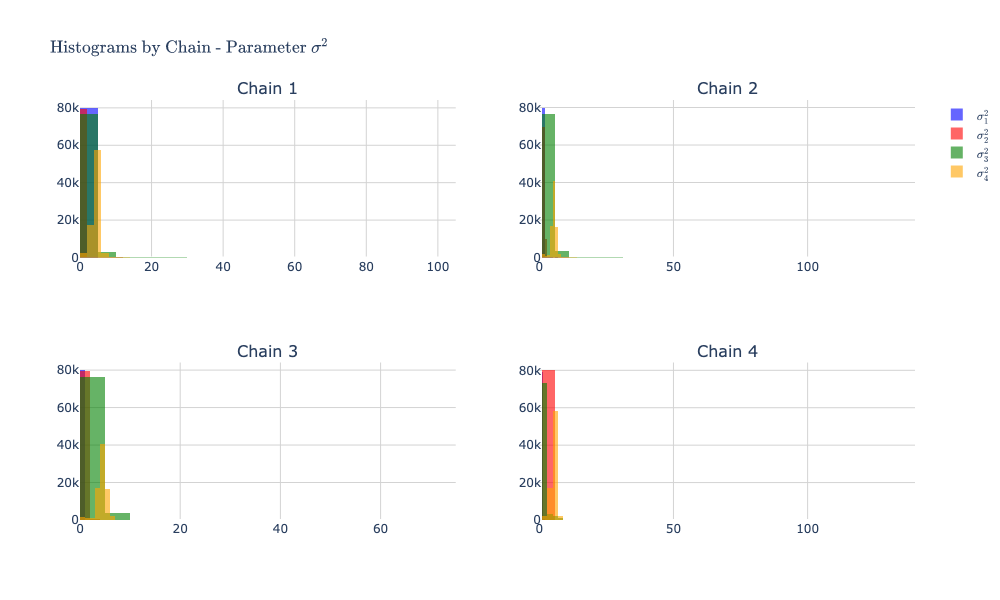 Histograms by Chain - Parameter σ²
Chain 1
80k
60k
40k
20k
0
0 20 40 60 80 100
Chain 2
80k
60k
40k
20k
0
0 50 100
σ₁²
σ₂²
σ₃²
σ₄²
Chain 3
80k
60k
40k
20k
0
0 20 40 60
Chain 4
80k
60k
40k
20k
0
0 50 100